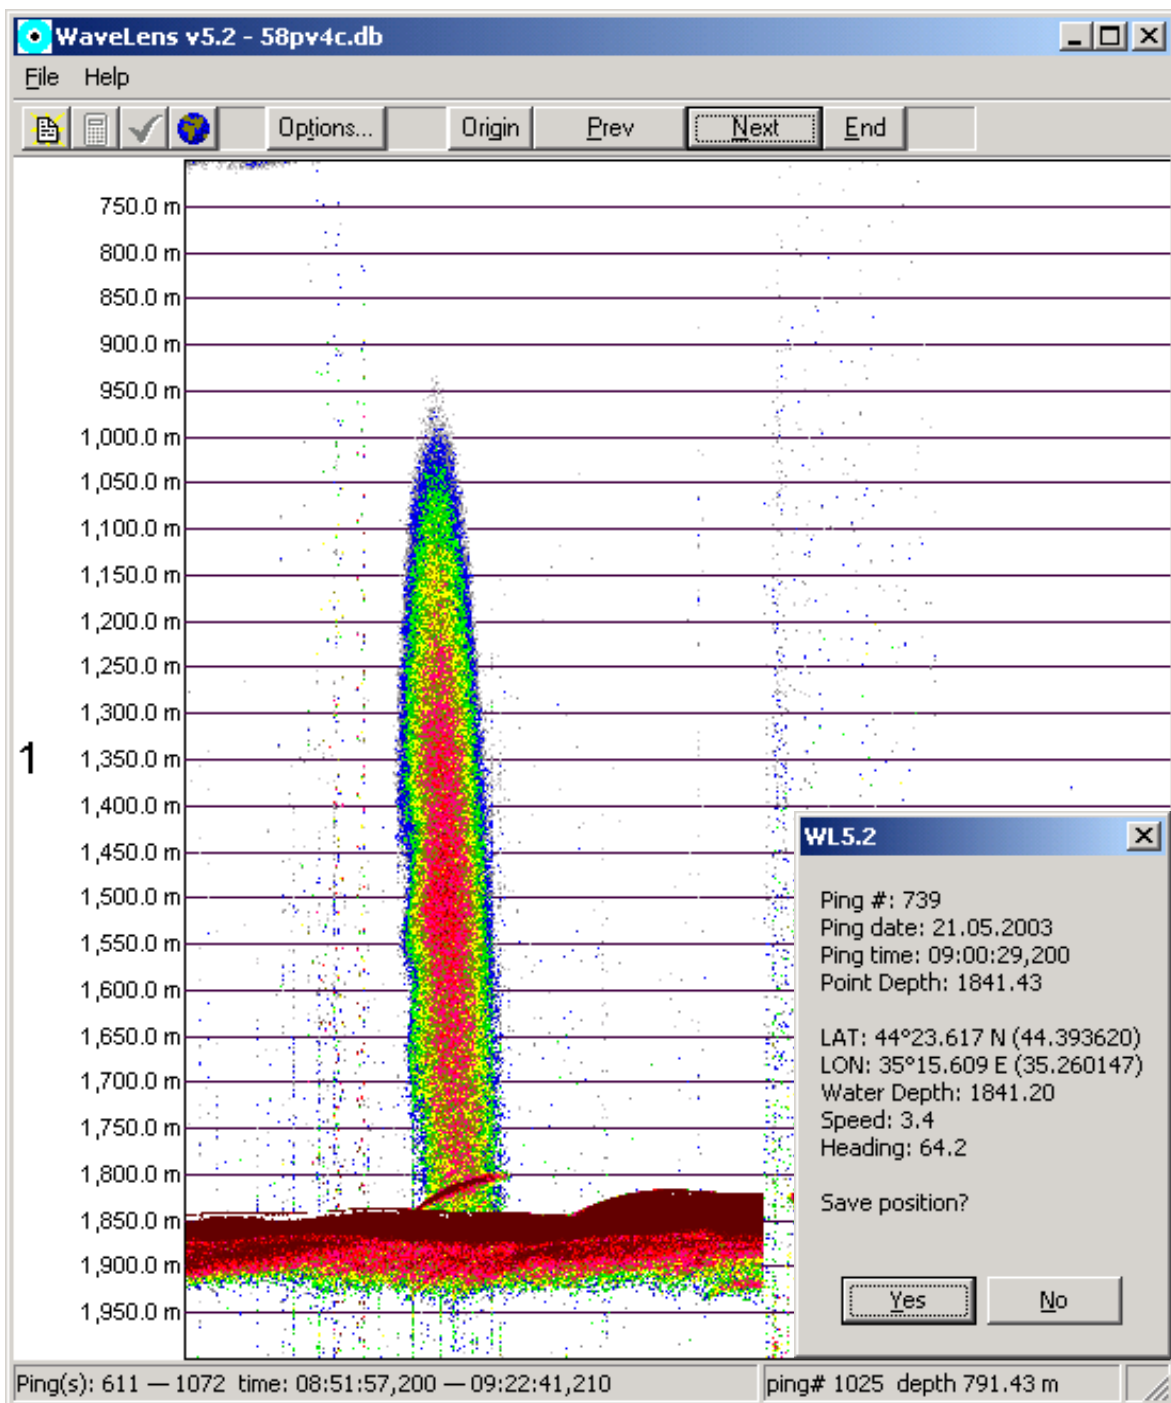 WaveLens v5.2 - 58pv4c.db
File Help
Options... Origin Prev Next End
750.0 m
800.0 m
850.0 m
900.0 m
950.0 m
1,000.0 m
1,050.0 m
1,100.0 m
1,150.0 m
1,200.0 m
1,250.0 m
1,300.0 m
1
1,350.0 m
1,400.0 m
1,450.0 m
1,500.0 m
1,550.0 m
1,600.0 m
1,650.0 m
1,700.0 m
1,750.0 m
1,800.0 m
1,850.0 m
1,900.0 m
1,950.0 m
WL5.2
Ping #: 739
Ping date: 21.05.2003
Ping time: 09:00:29,200
Point Depth: 1841.43
LAT: 44°23.617 N (44.393620)
LON: 35°15.609 E (35.260147)
Water Depth: 1841.20
Speed: 3.4
Heading: 64.2
Save position?
Yes No
Ping(s): 611 — 1072 time: 08:51:57,200 — 09:22:41,210
ping# 1025 depth 791.43 m